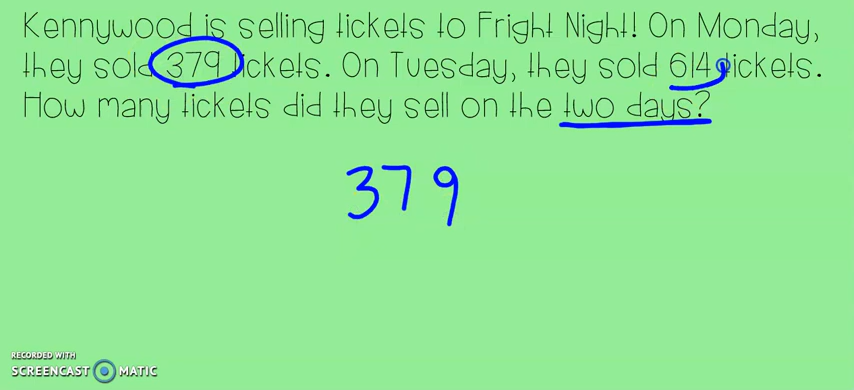 Kennywood is selling tickets to Fright Night! On Monday,
they sold 379 tickets. On Tuesday, they sold 614 tickets.
How many tickets did they sell on the two days?
379
RECORDED WITH
SCREENCAST MATIC